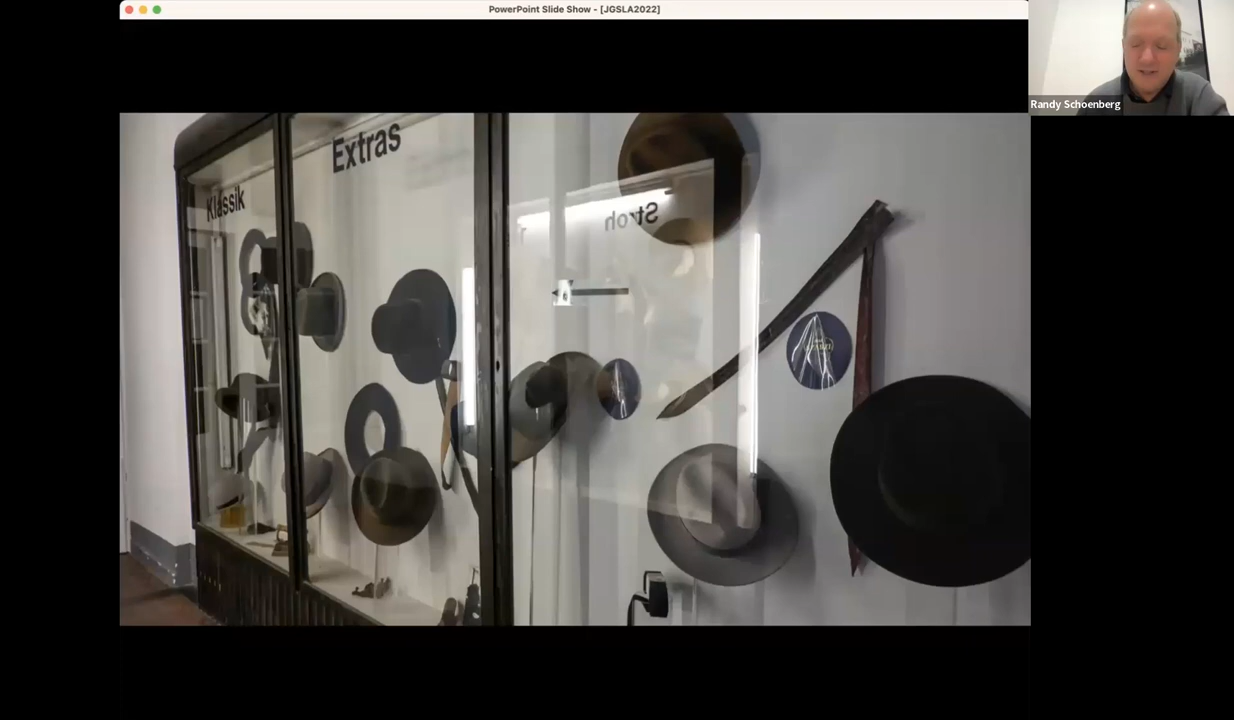 PowerPoint Slide Show - [JGSLA2022]
Randy Schoenberg
Extras
Klassik
Stroh